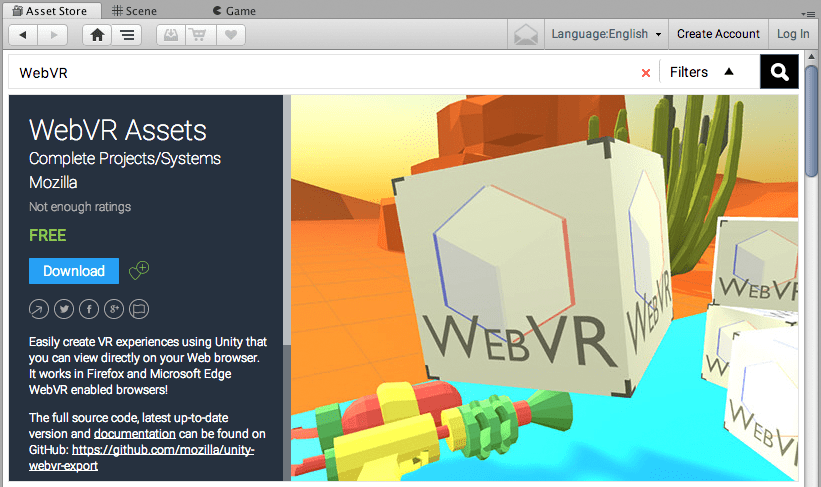 Asset Store
Scene
Game
Language:English
Create Account
Log In
WebVR
Filters
WebVR Assets
Complete Projects/Systems
Mozilla
Not enough ratings
FREE
Download
Easily create VR experiences using Unity that
you can view directly on your Web browser.
It works in Firefox and Microsoft Edge
WebVR enabled browsers!
The full source code, latest up-to-date
version and documentation can be found on
GitHub: https://github.com/mozilla/unity-
webvr-export
WEBVR
WEBVR
WEBVR